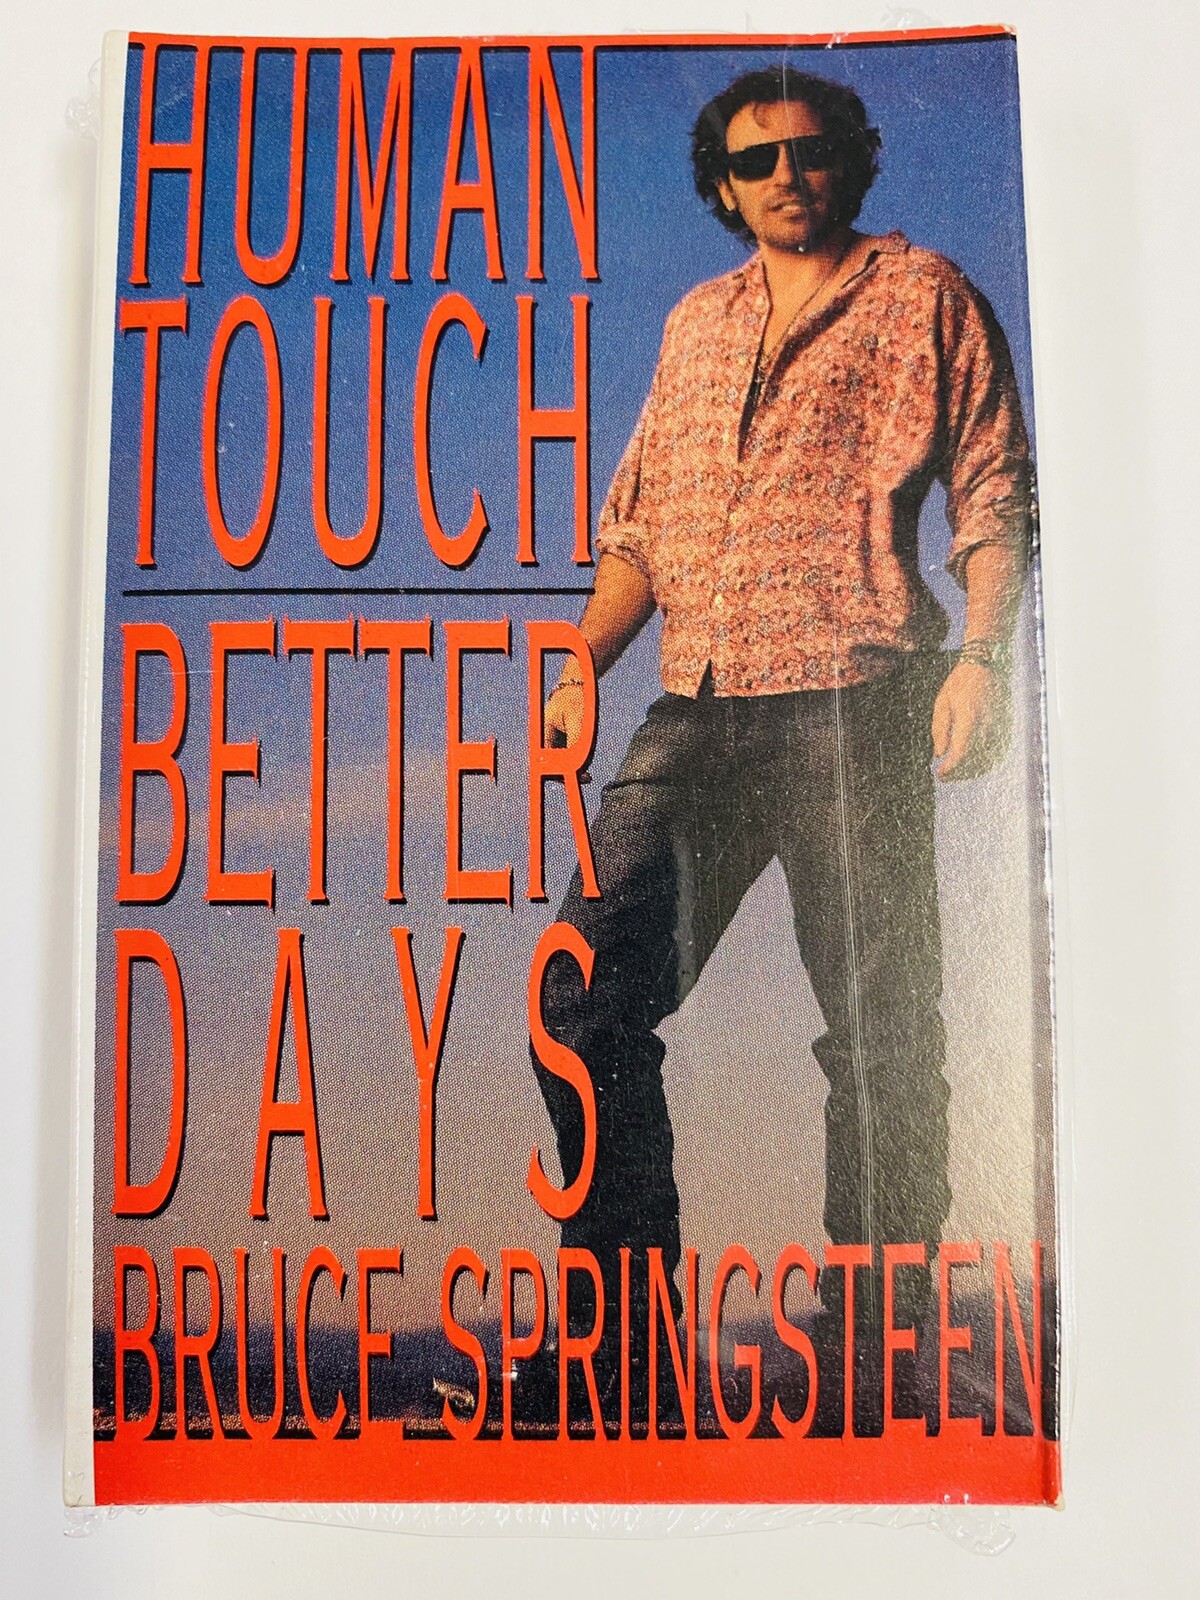 HUMAN
TOUCH
BETTER
DAYS
BRUCE SPRINGSTEEN